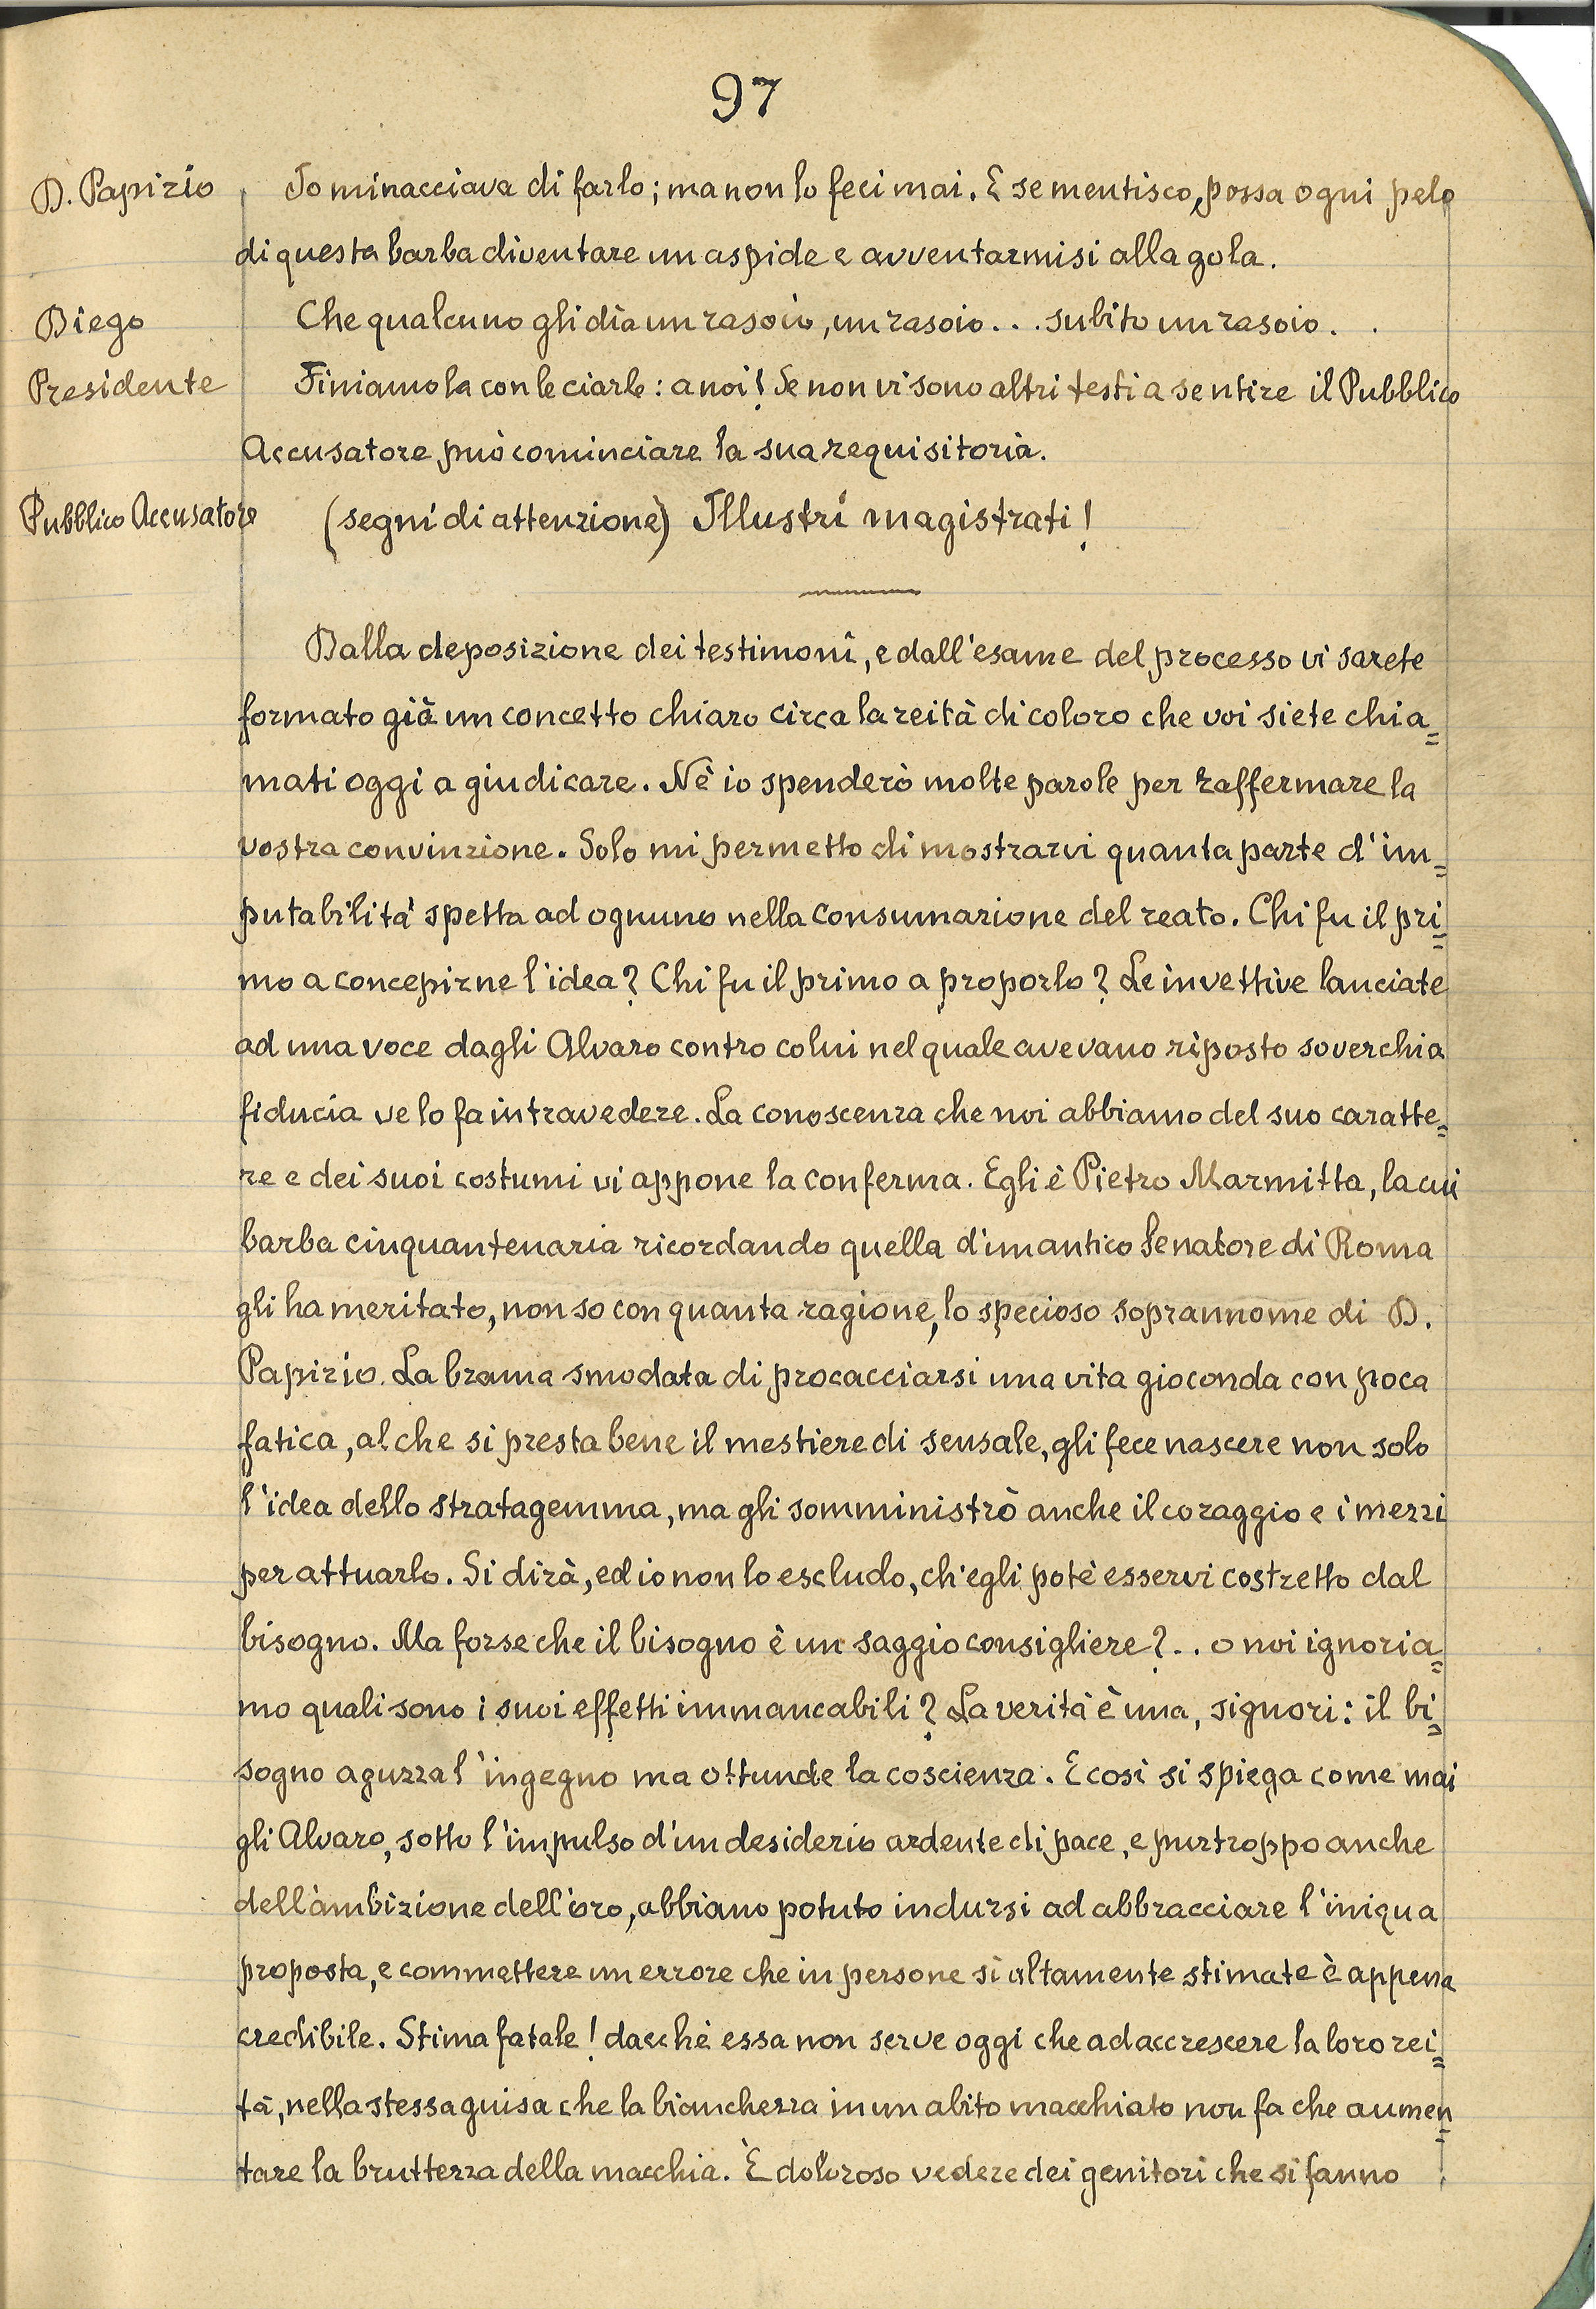 97
D. Papirio Io minacciava di farlo; ma non lo feci mai. E se mentisco, possa ogni pelo
di questa barba diventare un aspide e avventarmisi alla gola.
Diego Che qualcuno gli dia un rasoio, un rasoio... subito un rasoio. .
Presidente Finiamola con le ciarle: a noi! Se non vi sono altri testi a sentire il Pubblico
Accusatore può cominciare la sua requisitoria.
Pubblico Accusatore (segni di attenzione) Illustri magistrati!
Dalla deposizione dei testimoni, e dall'esame del processo vi sarete
formato già un concetto chiaro circa la reità di coloro che voi siete chia=
mati oggi a giudicare. Nè io spenderò molte parole per raffermare la
vostra convinzione. Solo mi permetto di mostrarvi quanta parte d'im=
putabilità spetta ad ognuno nella consumazione del reato. Chi fu il pri=
mo a concepirne l'idea? Chi fu il primo a proporlo? Le invettive lanciate
ad una voce dagli Alvaro contro colui nel quale avevano riposto soverchia
fiducia ve lo fa intravedere. La conoscenza che noi abbiamo del suo caratte=
re e dei suoi costumi vi appone la conferma. Egli è Pietro Marmitta, la cui
barba cinquantenaria ricordando quella d'un antico Senatore di Roma
gli ha meritato, non so con quanta ragione, lo specioso soprannome di D.
Papirio. La brama smodata di procacciarsi una vita gioconda con poca
fatica, al che si presta bene il mestiere di sensale, gli fece nascere non solo
l'idea dello stratagemma, ma gli somministrò anche il coraggio e i mezzi
per attuarlo. Si dirà, ed io non lo escludo, ch'egli potè esservi costretto dal
bisogno. Ma forse che il bisogno è un saggio consigliere?.. o noi ignoria=
mo quali sono i suoi effetti immancabili? La verità è una, signori: il bi=
sogno aguzza l'ingegno ma ottunde la coscienza. E così si spiega come mai
gli Alvaro, sotto l'impulso d'un desiderio ardente di pace, e purtroppo anche
dell'ambizione dell'oro, abbiano potuto indursi ad abbracciare l'iniqua
proposta, e commettere un errore che in persone sì altamente stimate è appena
credibile. Stima fatale! dacchè essa non serve oggi che ad accrescere la loro rei=
tà, nella stessa guisa che la bianchezza in un abito macchiato non fa che aumen=
tare la bruttezza della macchia. È doloroso vedere dei genitori che si fanno